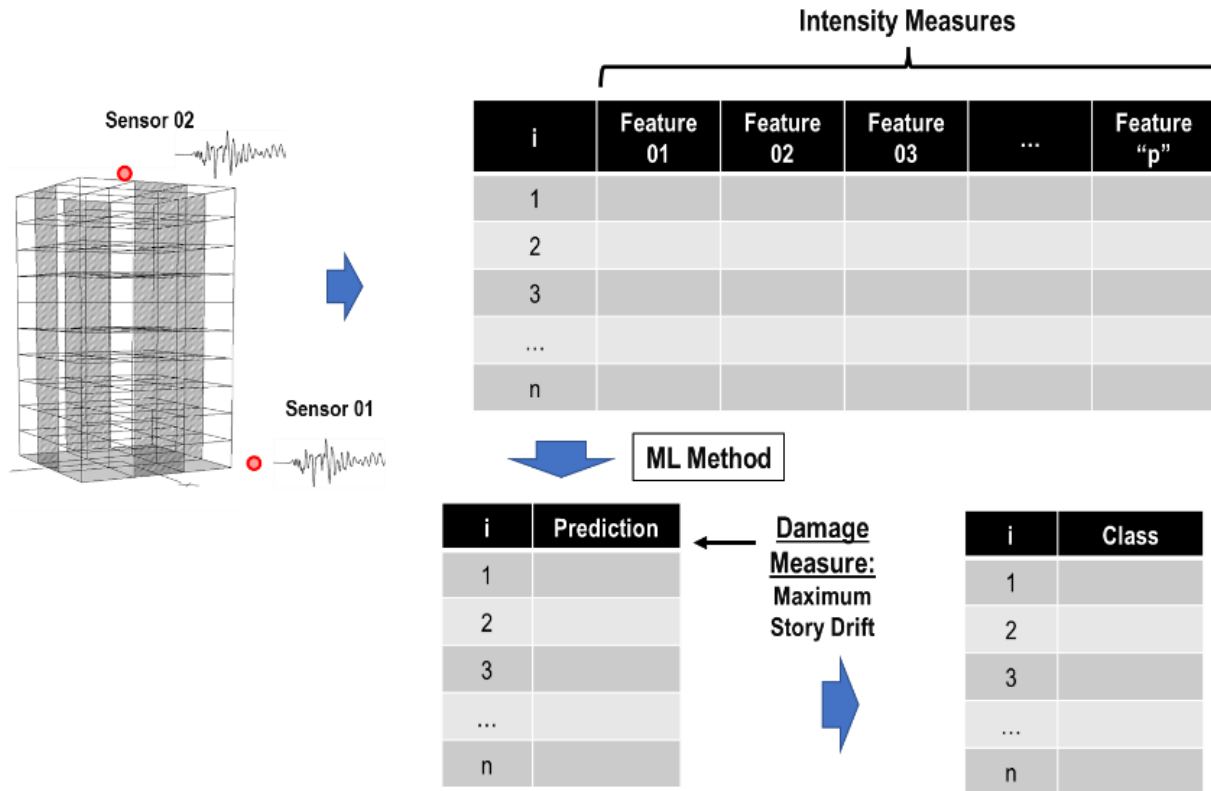 Intensity Measures
Sensor 02
i Feature 01 Feature 02 Feature 03 ... Feature “p”
1
2
3
...
n
Sensor 01
ML Method
i Prediction
1
2
3
...
n
Damage
Measure:
Maximum
Story Drift
i Class
1
2
3
...
n